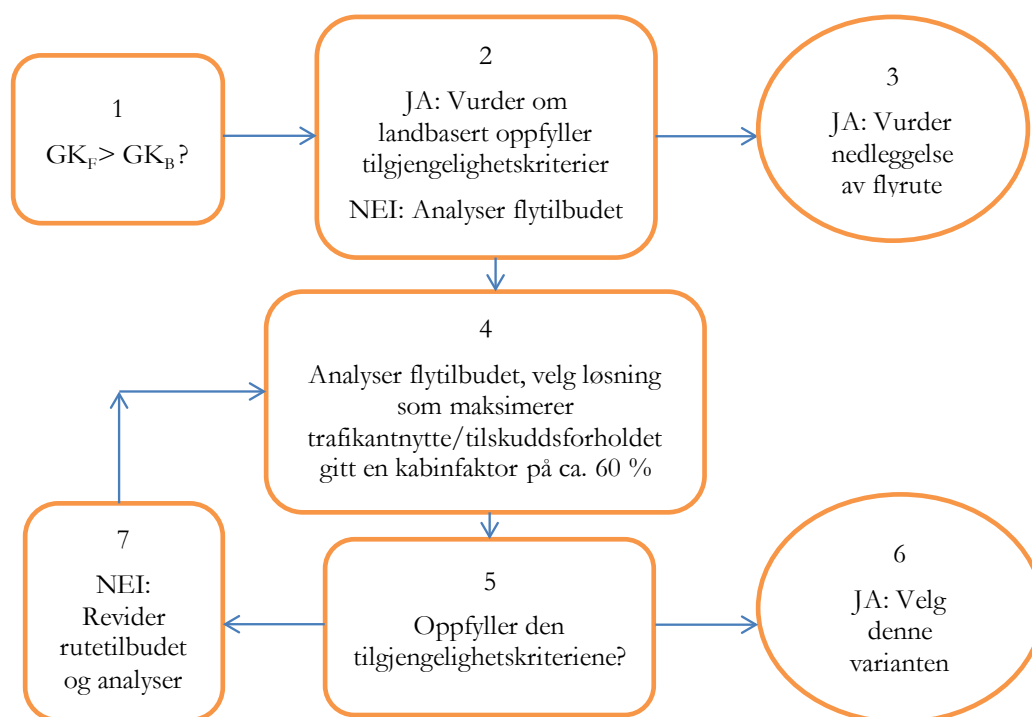 1
GK_F> GK_B?
2
JA: Vurder om
landbasert oppfyller
tilgjengelighetskriterier
NEI: Analyser flytilbudet
3
JA: Vurder
nedleggelse
av flyrute
4
Analyser flytilbudet, velg løsning
som maksimerer
trafikantnytte/tilskuddsforholdet
gitt en kabinfaktor på ca. 60 %
5
Oppfyller den
tilgjengelighetskriteriene?
6
JA: Velg
denne
varianten
7
NEI:
Revider
rutetilbudet
og analyser